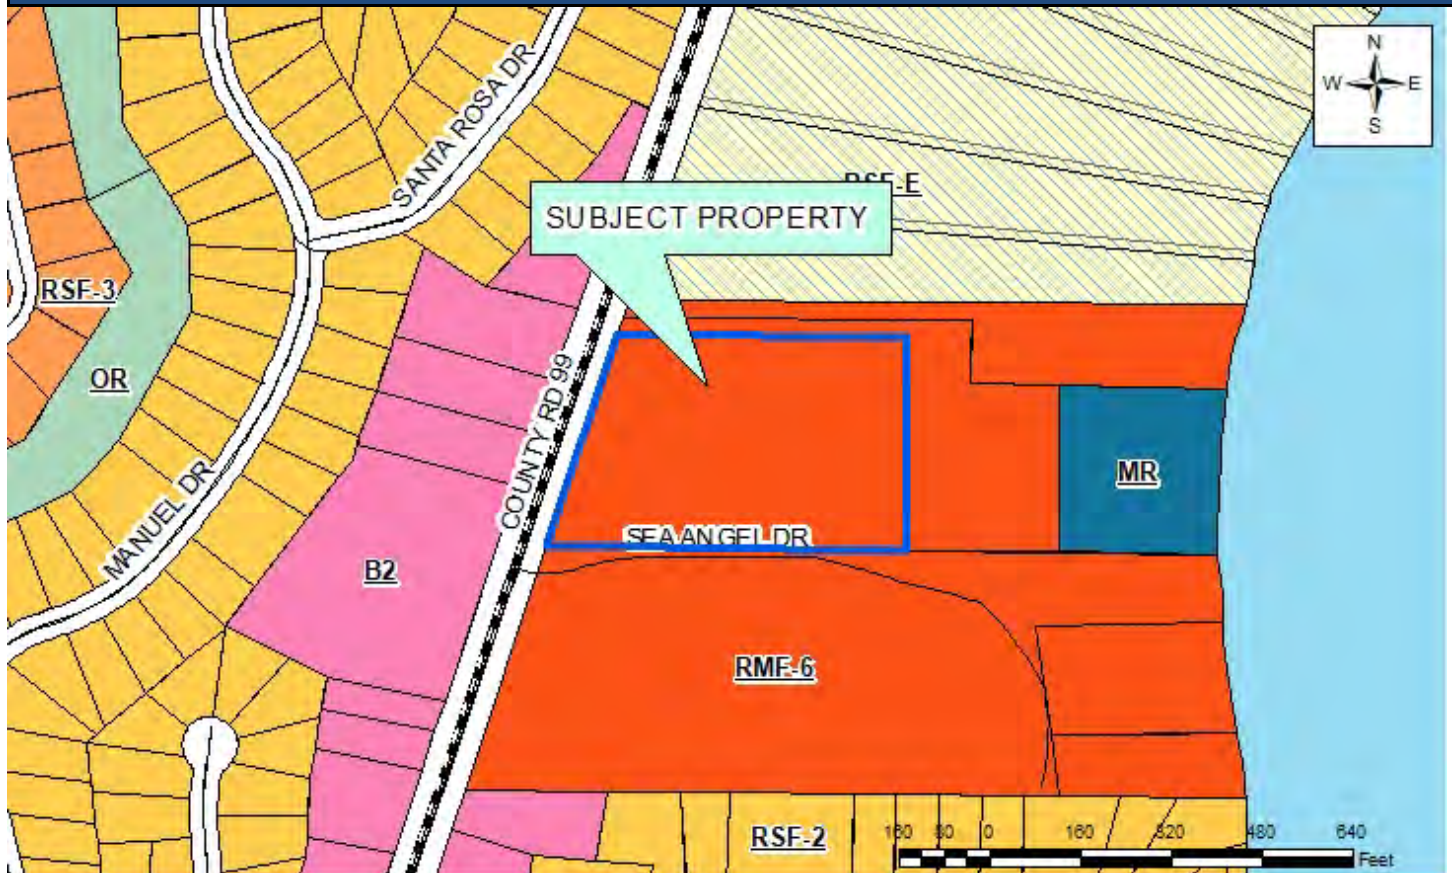 N
W E
S
SANTA ROSA DR
RSF-E
SUBJECT PROPERTY
RSF-3
OR
COUNTY RD 99
MANUEL DR
MR
SEA ANGEL DR
B2
RMF-6
RSF-2
160 80 0 160 320 480 640
Feet